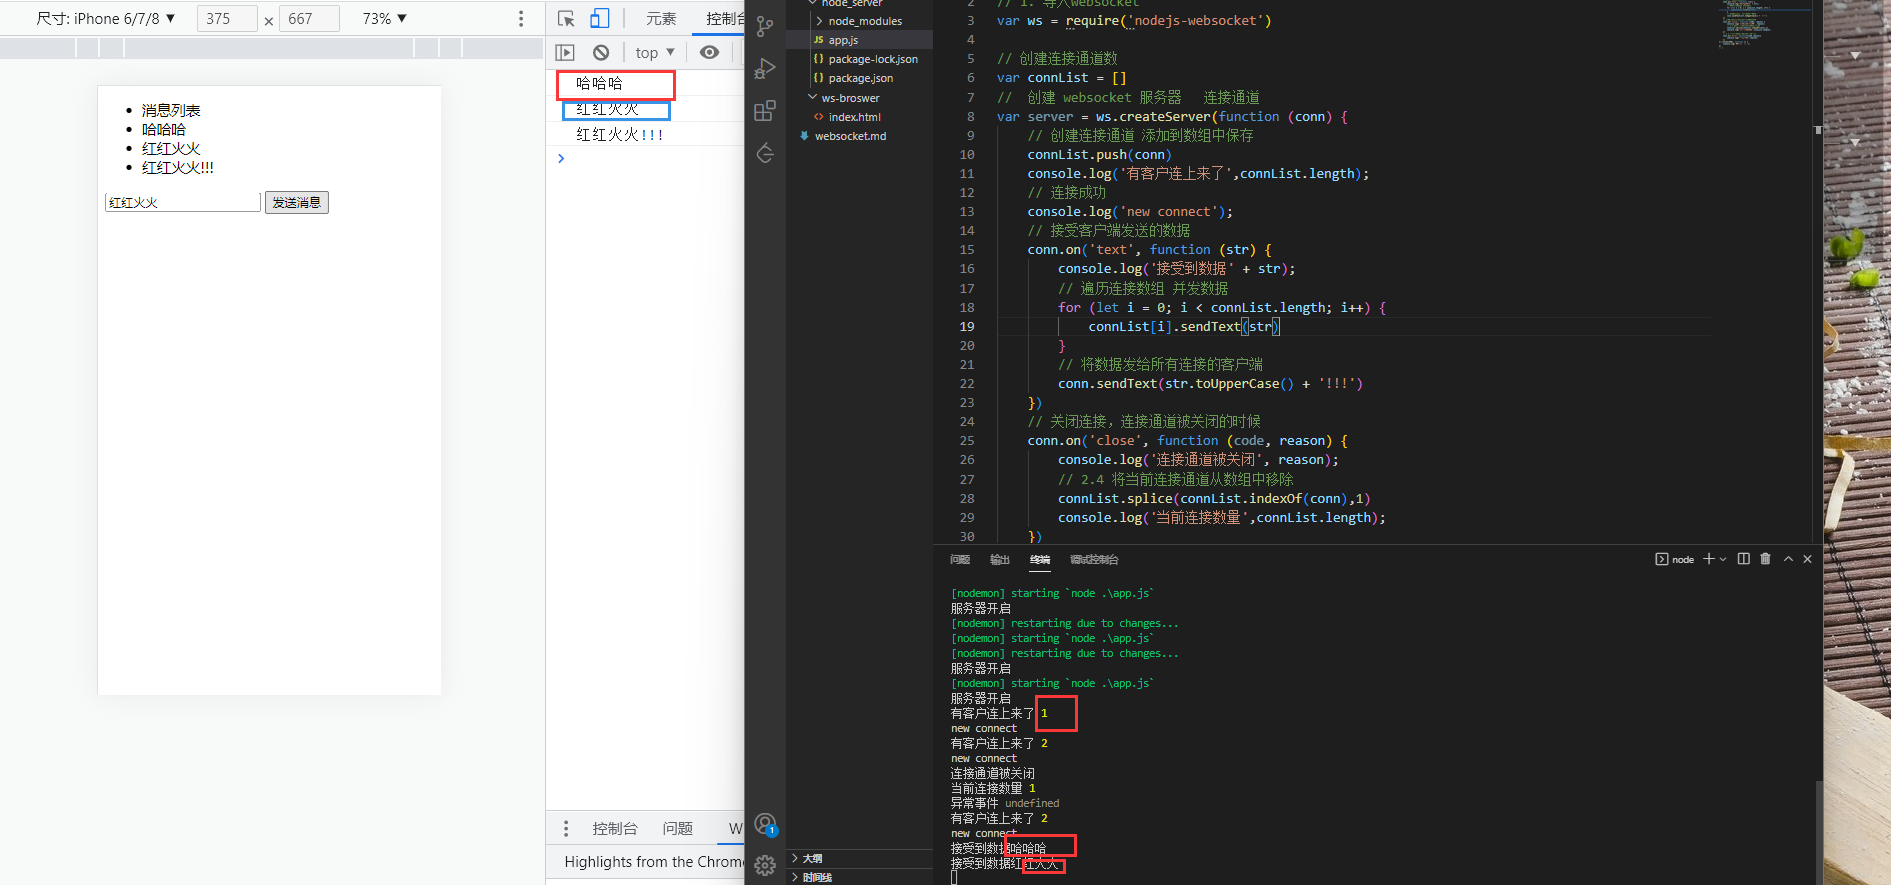 尺寸: iPhone 6/7/8 ▼ 375 × 667 73% ▼
消息列表
哈哈哈
红红火火
红红火火!!!
红红火火 发送消息
元素 控制台
top ▼
哈哈哈
红红火火
红红火火!!!
控制台 问题 W
Highlights from the Chrome
node_server
node_modules
JS app.js
{} package-lock.json
{} package.json
ws-broswer
<> index.html
websocket.md
大纲
时间线
1
2 // 1. 导入websocket
3 var ws = require('nodejs-websocket')
4
5 // 创建连接通道数
6 var connList = []
7 // 创建 websocket 服务器 连接通道
8 var server = ws.createServer(function (conn) {
9 // 创建连接通道 添加到数组中保存
10 connList.push(conn)
11 console.log('有客户连上来了',connList.length);
12 // 连接成功
13 console.log('new connect');
14 // 接受客户端发送的数据
15 conn.on('text', function (str) {
16 console.log('接受到数据' + str);
17 // 遍历连接数组 并发数据
18 for (let i = 0; i < connList.length; i++) {
19 connList[i].sendText(str)
20 }
21 // 将数据发给所有连接的客户端
22 conn.sendText(str.toUpperCase() + '!!!')
23 })
24 // 关闭连接，连接通道被关闭的时候
25 conn.on('close', function (code, reason) {
26 console.log('连接通道被关闭', reason);
27 // 2.4 将当前连接通道从数组中移除
28 connList.splice(connList.indexOf(conn),1)
29 console.log('当前连接数量',connList.length);
30 })
问题 输出 终端 调试控制台 node
[nodemon] starting `node .\app.js`
服务器开启
[nodemon] restarting due to changes...
[nodemon] starting `node .\app.js`
[nodemon] restarting due to changes...
服务器开启
[nodemon] starting `node .\app.js`
服务器开启
有客户连上来了 1
new connect
有客户连上来了 2
new connect
连接通道被关闭
当前连接数量 1
异常事件 undefined
有客户连上来了 2
new connect
接受到数据哈哈哈
接受到数据红红火火